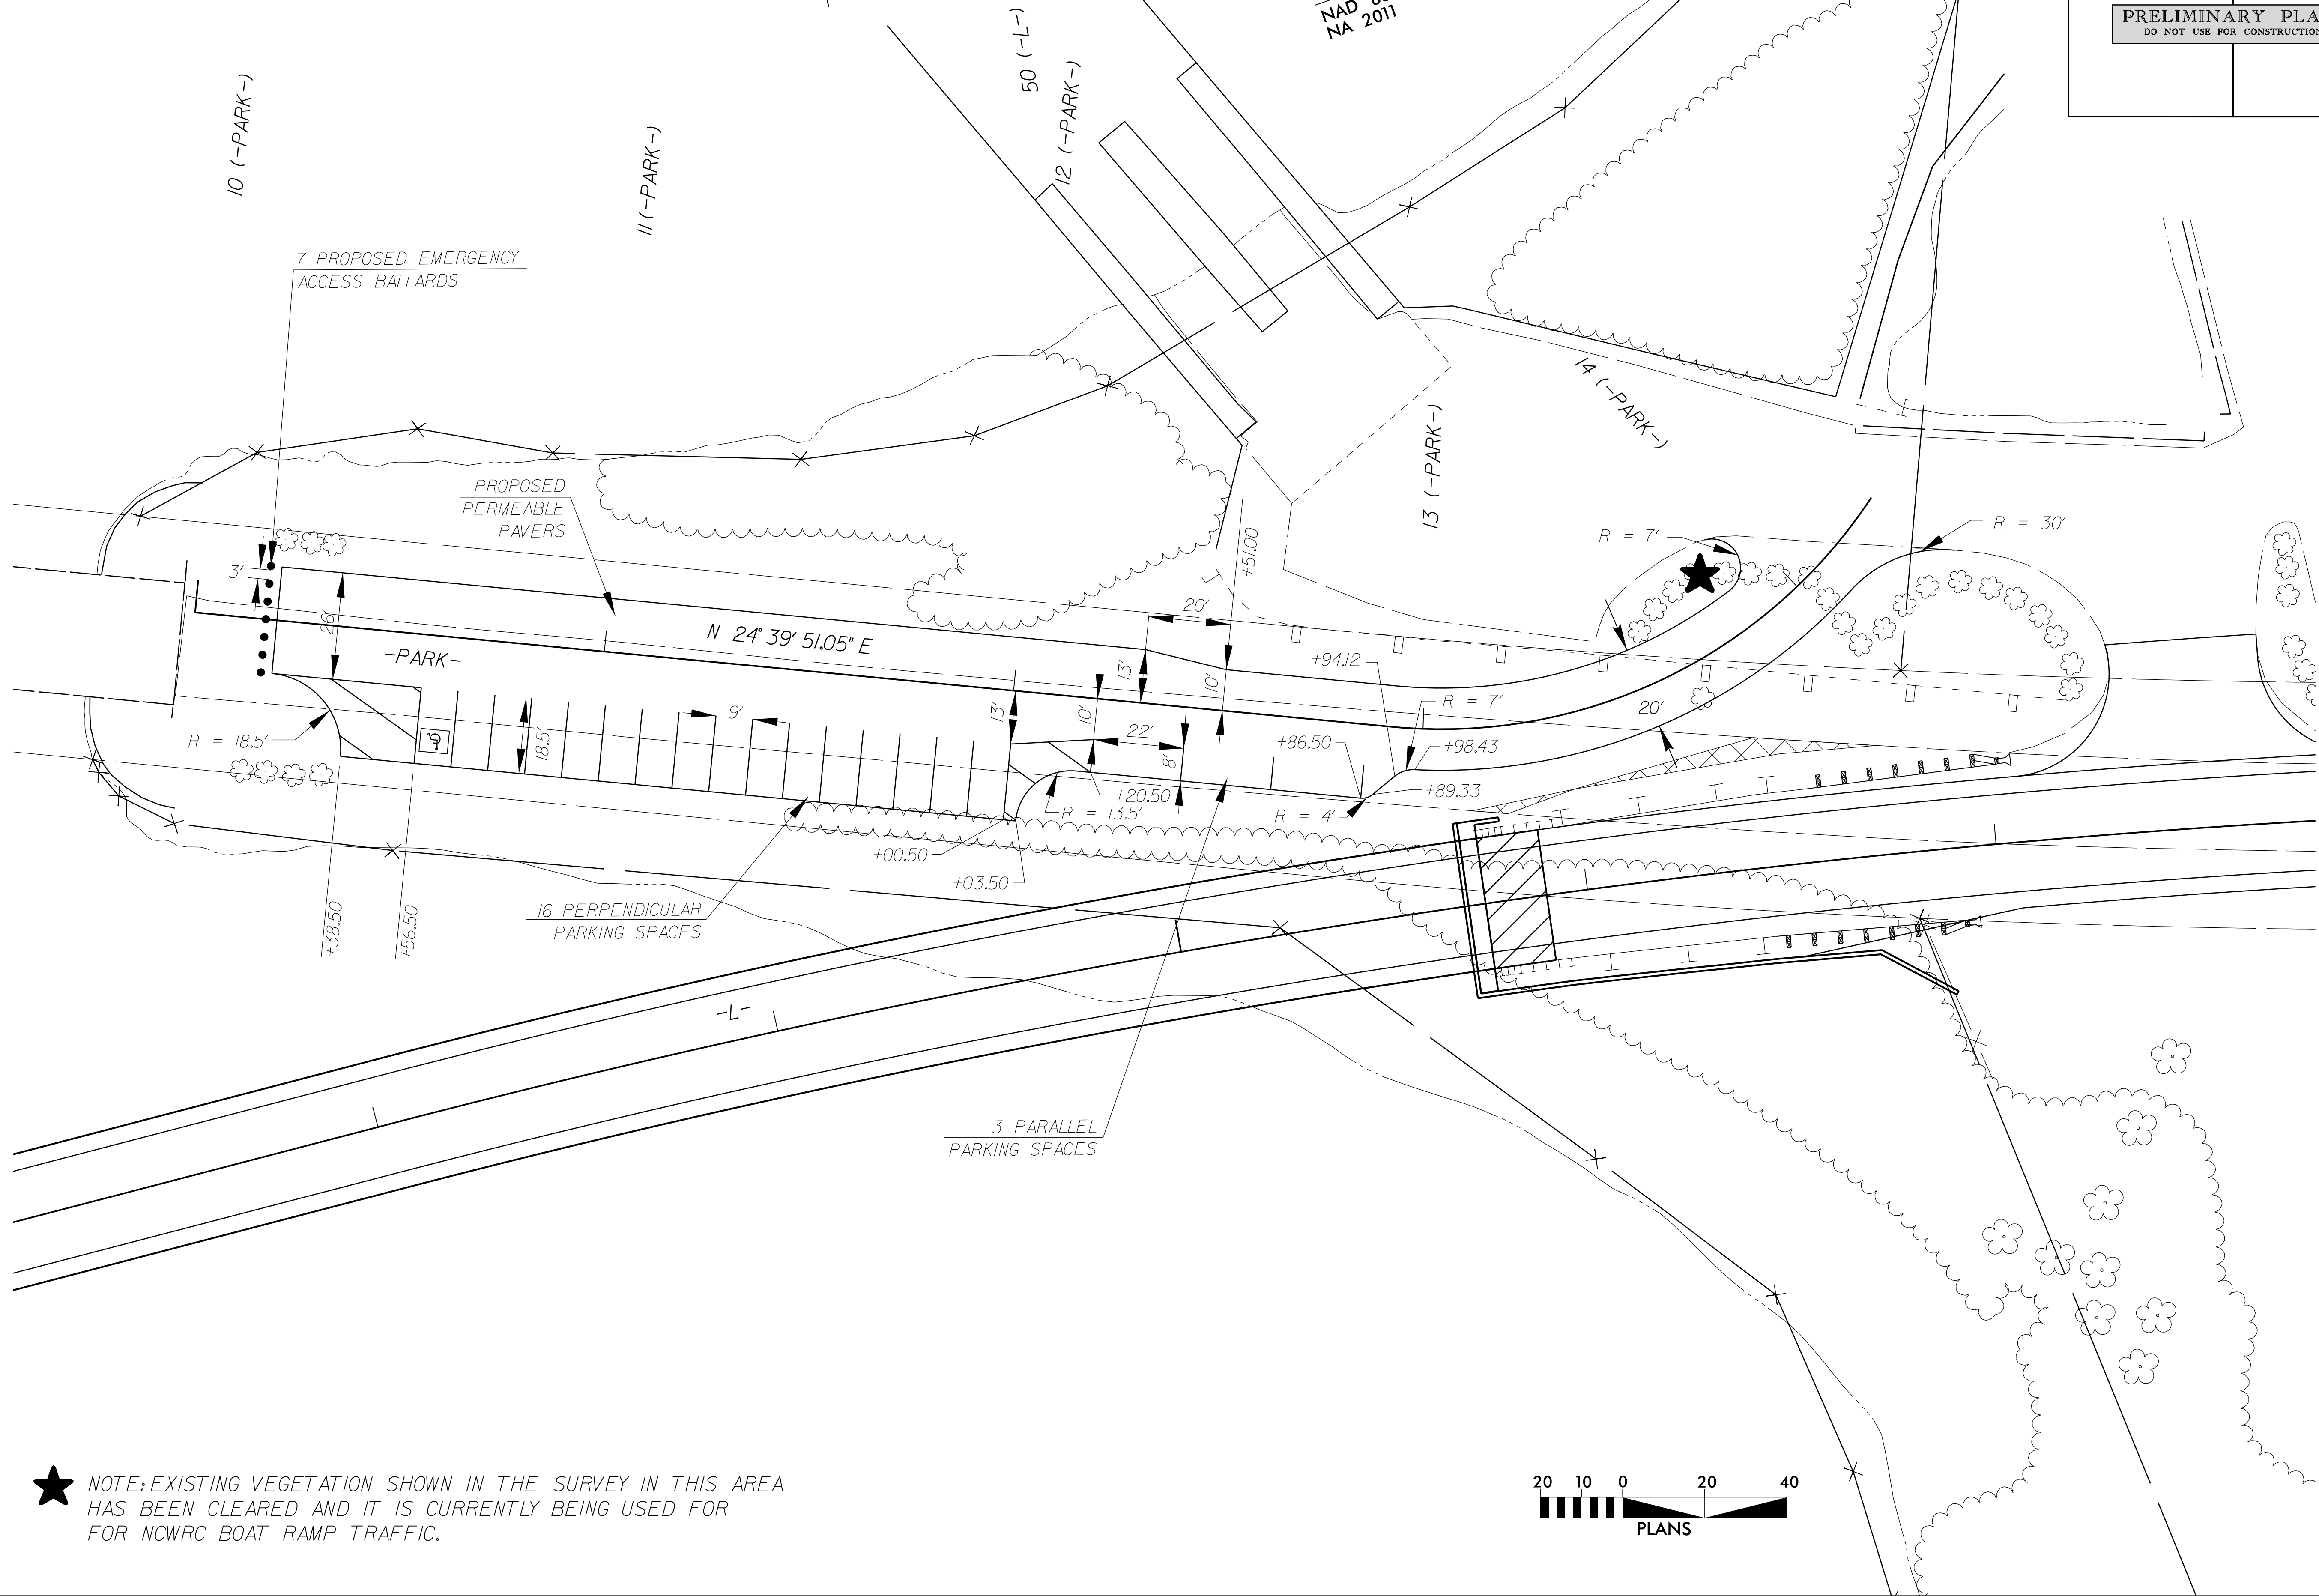 NAD
NA 2011
PRELIMINARY PLA
DO NOT USE FOR CONSTRUCTION
10 (-PARK-)
11 (-PARK-)
50 (-L-)
12 (-PARK-)
13 (-PARK-)
14 (-PARK-)
7 PROPOSED EMERGENCY
ACCESS BALLARDS
PROPOSED
PERMEABLE
PAVERS
3'
26'
-PARK-
N 24° 39' 51.05" E
+51.00
20'
13'
10'
R = 7'
R = 30'
+94.12
R = 7'
20'
+86.50
+98.43
+89.33
R = 4'
R = 18.5'
18.5'
9'
13'
10'
22'
8'
+20.50
R = 13.5'
+00.50
+03.50
+38.50
+56.50
16 PERPENDICULAR
PARKING SPACES
-L-
3 PARALLEL
PARKING SPACES
NOTE: EXISTING VEGETATION SHOWN IN THE SURVEY IN THIS AREA
HAS BEEN CLEARED AND IT IS CURRENTLY BEING USED FOR
FOR NCWRC BOAT RAMP TRAFFIC.
20 10 0 20 40
PLANS